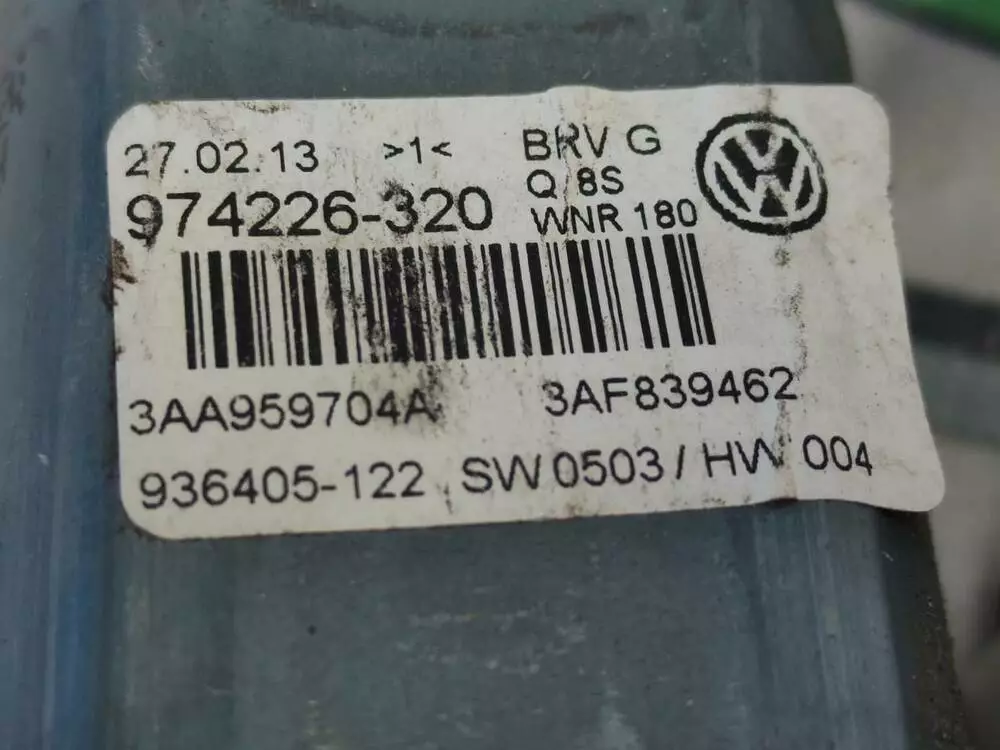 27.02.13 >1< BRV G
Q 8S
974226-320 WNR 180
3AA959704A 3AF839462
936405-122 SW 0503 / HW 004